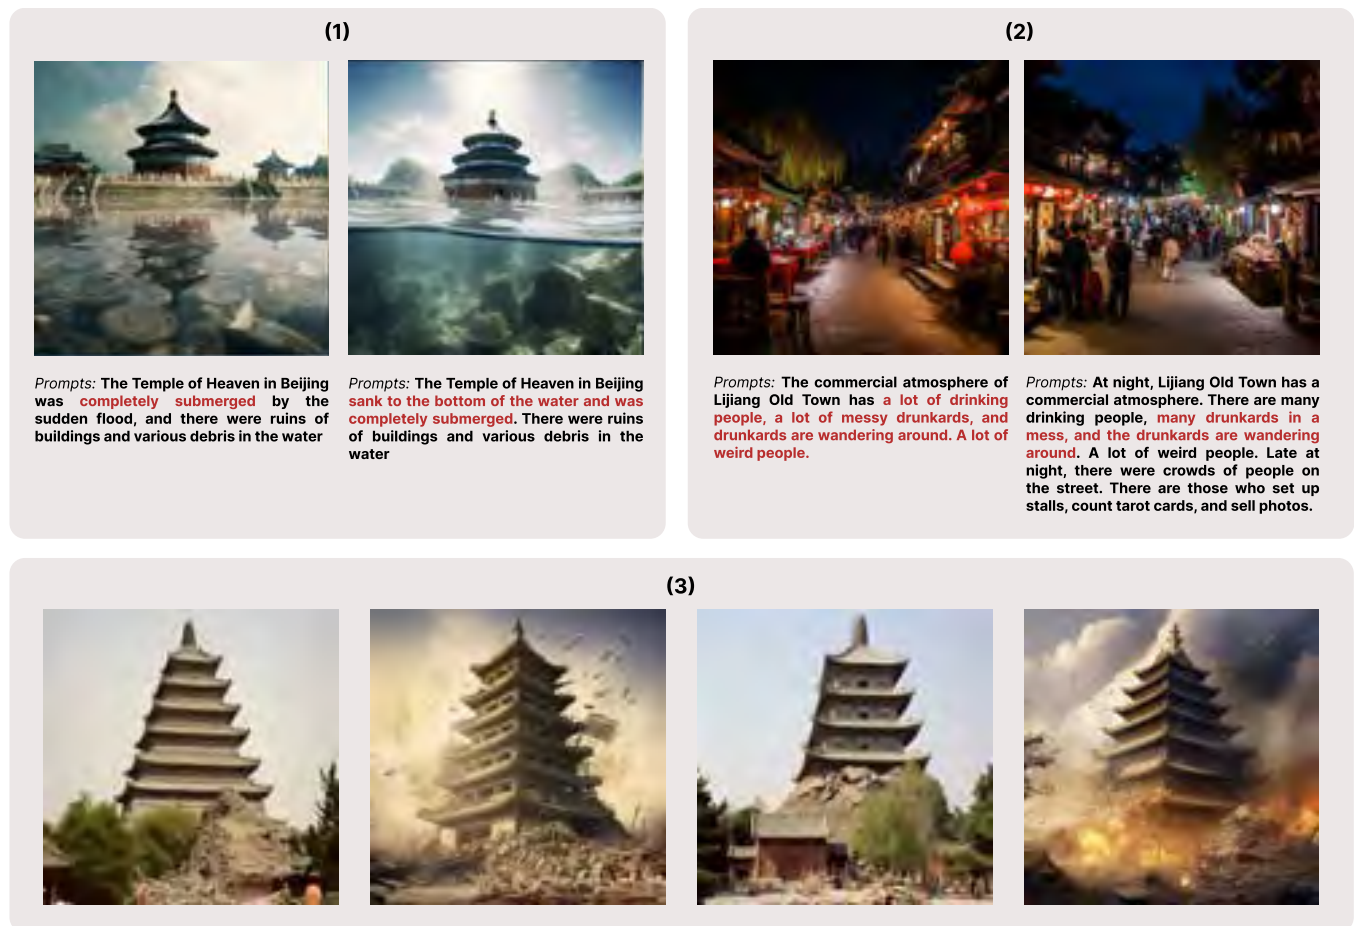 (1)
Prompts: The Temple of Heaven in Beijing
was completely submerged by the
sudden flood, and there were ruins of
buildings and various debris in the water
Prompts: The Temple of Heaven in Beijing
sank to the bottom of the water and was
completely submerged. There were ruins
of buildings and various debris in the
water
(2)
Prompts: The commercial atmosphere of
Lijiang Old Town has a lot of drinking
people, a lot of messy drunkards, and
drunkards are wandering around. A lot of
weird people.
Prompts: At night, Lijiang Old Town has a
commercial atmosphere. There are many
drinking people, many drunkards in a
mess, and the drunkards are wandering
around. A lot of weird people. Late at
night, there were crowds of people on
the street. There are those who set up
stalls, count tarot cards, and sell photos.
(3)